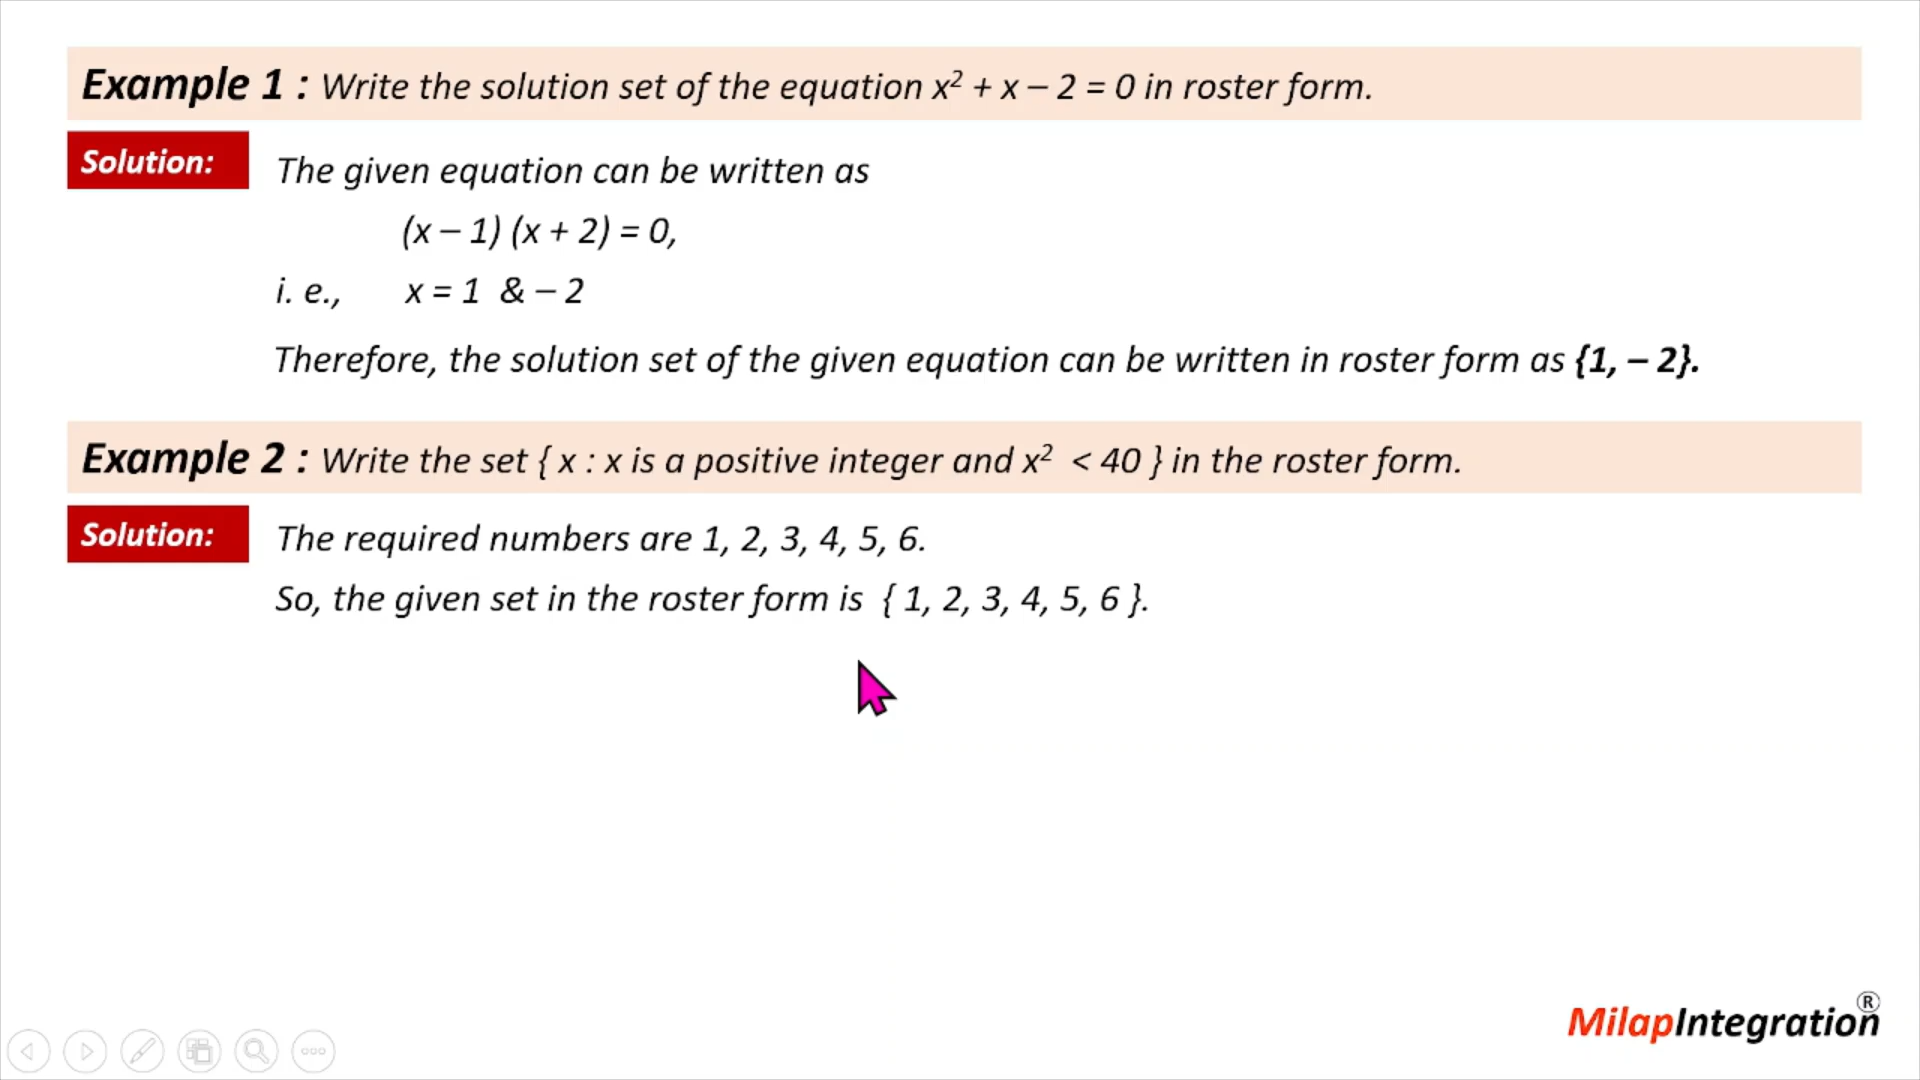 Example 1 : Write the solution set of the equation x² + x – 2 = 0 in roster form.
Solution:
The given equation can be written as
(x – 1) (x + 2) = 0,
i. e., x = 1 & – 2
Therefore, the solution set of the given equation can be written in roster form as {1, – 2}.
Example 2 : Write the set { x : x is a positive integer and x² < 40 } in the roster form.
Solution:
The required numbers are 1, 2, 3, 4, 5, 6.
So, the given set in the roster form is { 1, 2, 3, 4, 5, 6 }.
MilapIntegration®